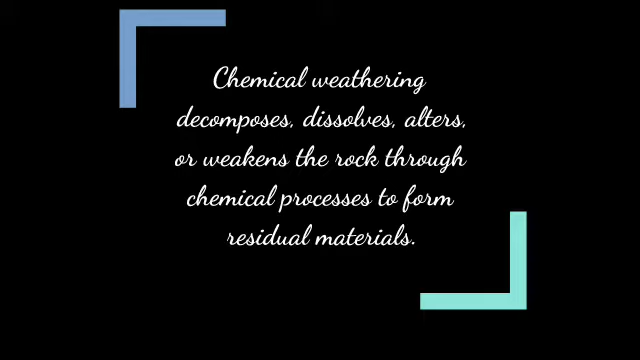 Chemical weathering
decomposes, dissolves, alters,
or weakens the rock through
chemical processes to form
residual materials.